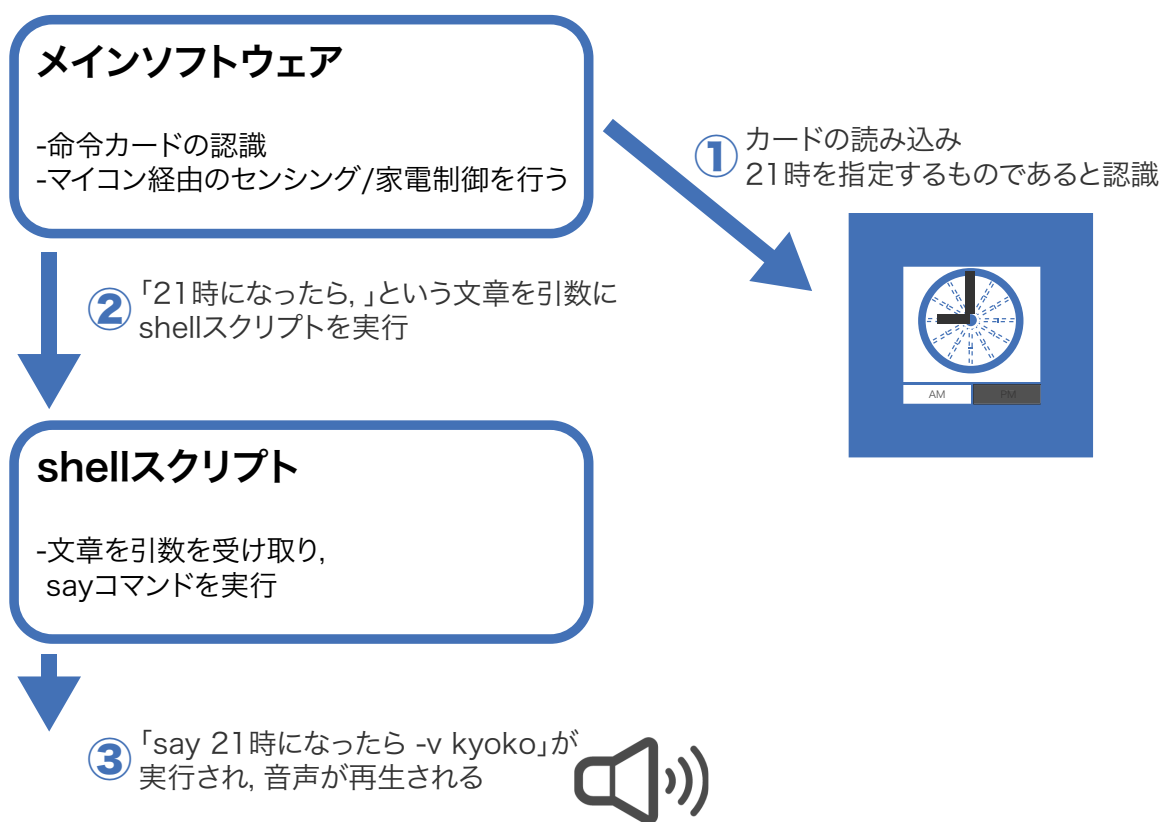 メインソフトウェア
-命令カードの認識
-マイコン経由のセンシング/家電制御を行う
① カードの読み込み
21時を指定するものであると認識
AM PM
② 「21時になったら, 」という文章を引数に
shellスクリプトを実行
shellスクリプト
-文章を引数を受け取り,
sayコマンドを実行
③ 「say 21時になったら -v kyoko」が
実行され, 音声が再生される